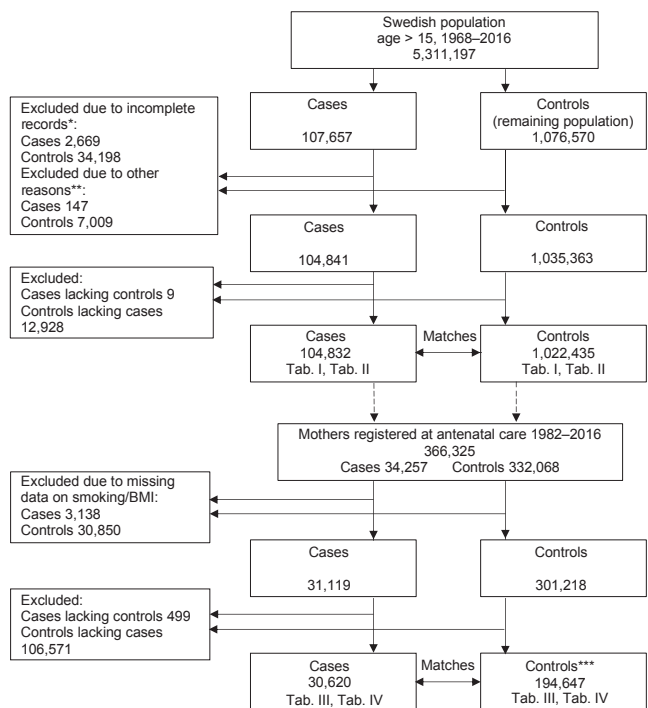 Swedish population
age > 15, 1968–2016
5,311,197
Cases
107,657
Controls
(remaining population)
1,076,570
Excluded due to incomplete
records*:
Cases 2,669
Controls 34,198
Excluded due to other
reasons**:
Cases 147
Controls 7,009
Cases
104,841
Controls
1,035,363
Excluded:
Cases lacking controls 9
Controls lacking cases
12,928
Cases
104,832
Tab. I, Tab. II
Matches
Controls
1,022,435
Tab. I, Tab. II
Mothers registered at antenatal care 1982–2016
366,325
Cases 34,257 Controls 332,068
Excluded due to missing
data on smoking/BMI:
Cases 3,138
Controls 30,850
Cases
31,119
Controls
301,218
Excluded:
Cases lacking controls 499
Controls lacking cases
106,571
Cases
30,620
Tab. III, Tab. IV
Matches
Controls***
194,647
Tab. III, Tab. IV